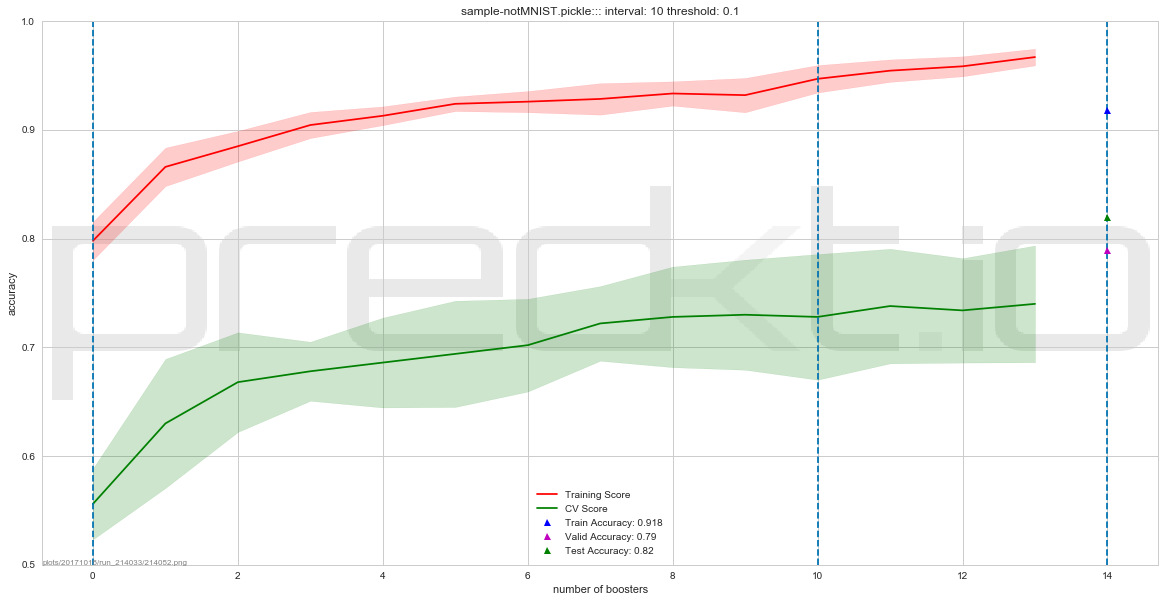 sample-notMNIST.pickle::: interval: 10 threshold: 0.1
1.0
0.9
0.8
0.7
0.6
0.5
accuracy
predkt.io
Training Score
CV Score
Train Accuracy: 0.918
Valid Accuracy: 0.79
Test Accuracy: 0.82
0 2 4 6 8 10 12 14
number of boosters